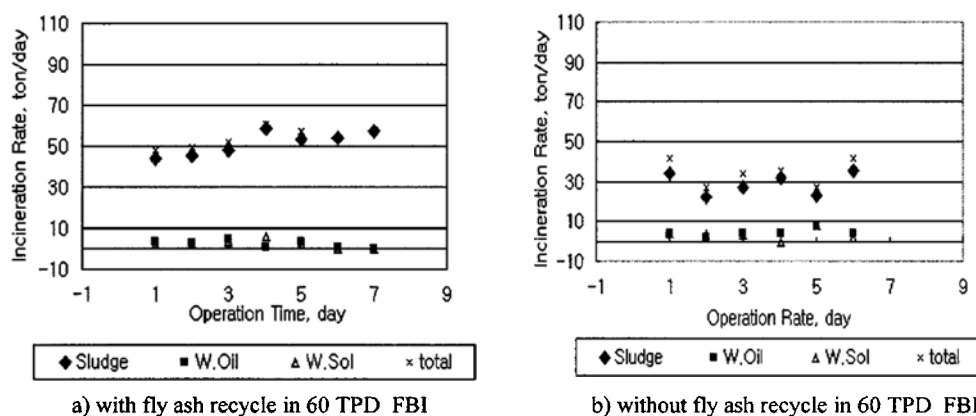 Incineration Rate, ton/day
110
90
70
50
30
10
-10
-1 1 3 5 7 9
Operation Time, day
◆ Sludge ■ W.Oil △ W.Sol × total
a) with fly ash recycle in 60 TPD FBI
Incineration Rate, ton/day
110
90
70
50
30
10
-10
-1 1 3 5 7 9
Operation Rate, day
◆ Sludge ■ W.Oil △ W.Sol × total
b) without fly ash recycle in 60 TPD FBI